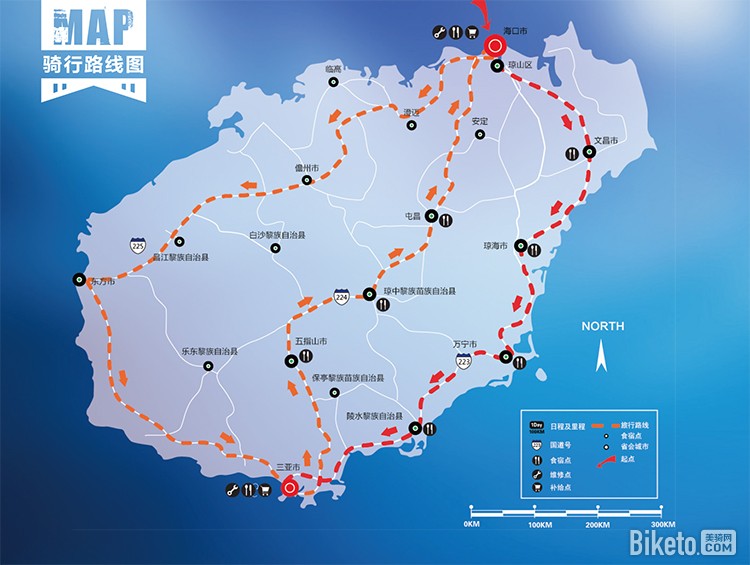 MAP
骑行路线图
海口市
琼山区
临高
澄迈
安定
文昌市
儋州市
屯昌
225
昌江黎族自治县
白沙黎族自治县
琼海市
东方市
224
琼中黎族苗族自治县
NORTH
乐东黎族自治县
五指山市
万宁市
223
保亭黎族苗族自治县
陵水黎族自治县
三亚市
1Day
日程及里程
旅行路线
国道号
食宿点
食宿点
省会城市
维修点
起点
补给点
0KM
100KM
200KM
300KM
Biketo.COM
美骑网